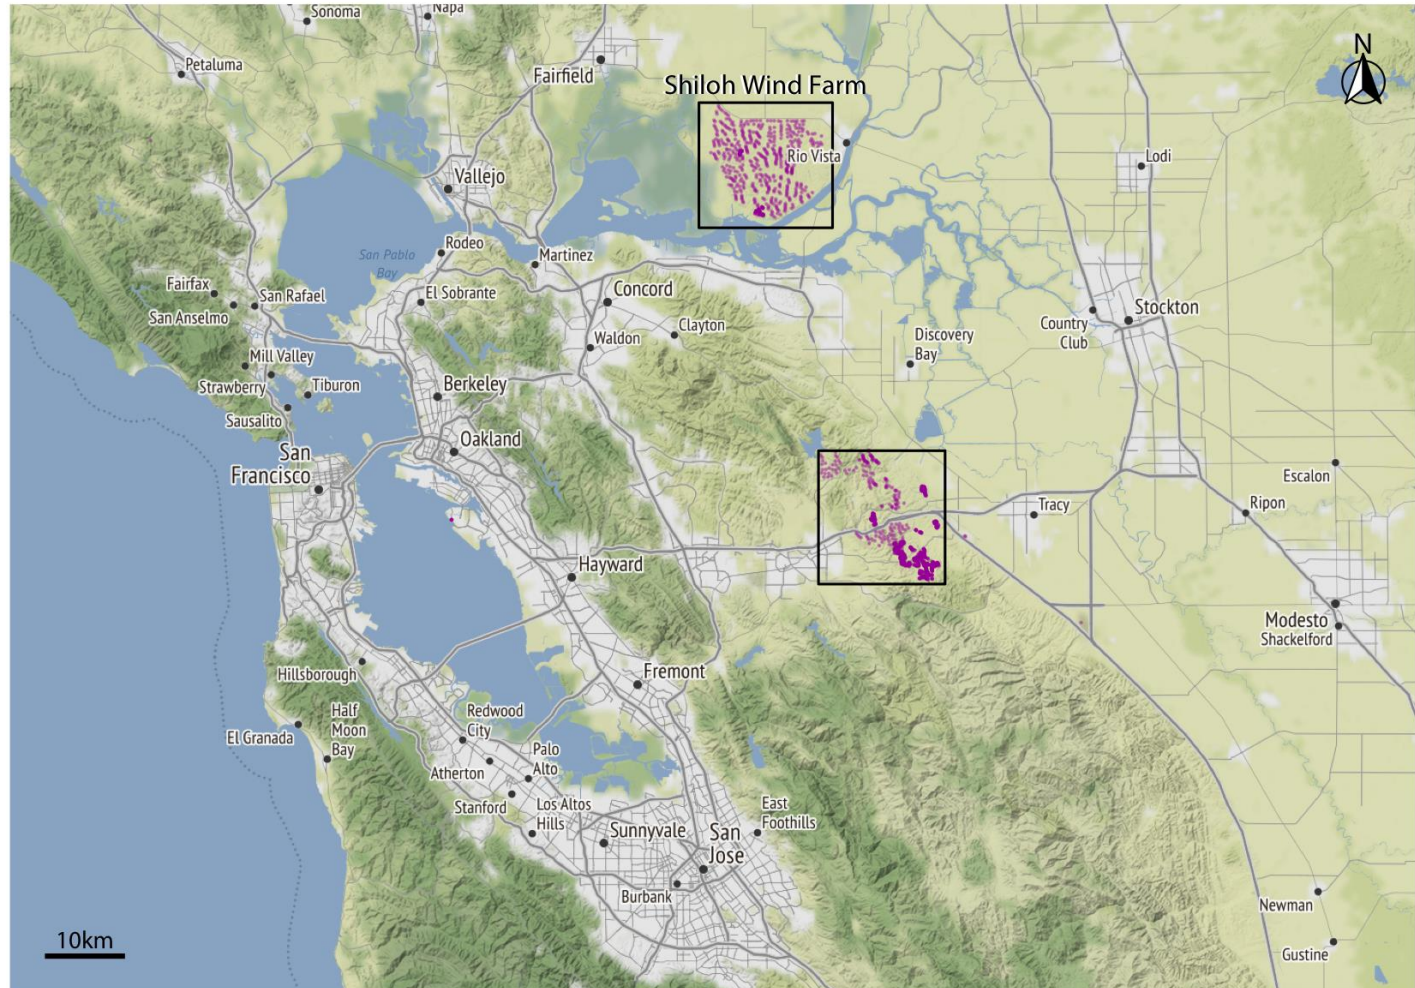 Sonoma
Napa
N
Petaluma
Fairfield
Shiloh Wind Farm
Rio Vista
Lodi
Vallejo
San Pablo
Bay
Rodeo
Martinez
Fairfax
San Rafael
El Sobrante
Concord
San Anselmo
Clayton
Stockton
Country
Club
Waldon
Discovery
Bay
Mill Valley
Strawberry
Tiburon
Berkeley
Sausalito
Oakland
San
Francisco
Escalon
Ripon
Tracy
Hayward
Modesto
Shackelford
Hillsborough
Fremont
Half
Moon
Bay
El Granada
Redwood
City
Palo
Alto
Atherton
Stanford
Los Altos
Hills
East
Foothills
Sunnyvale
San
Jose
Burbank
Newman
Gustine
10km